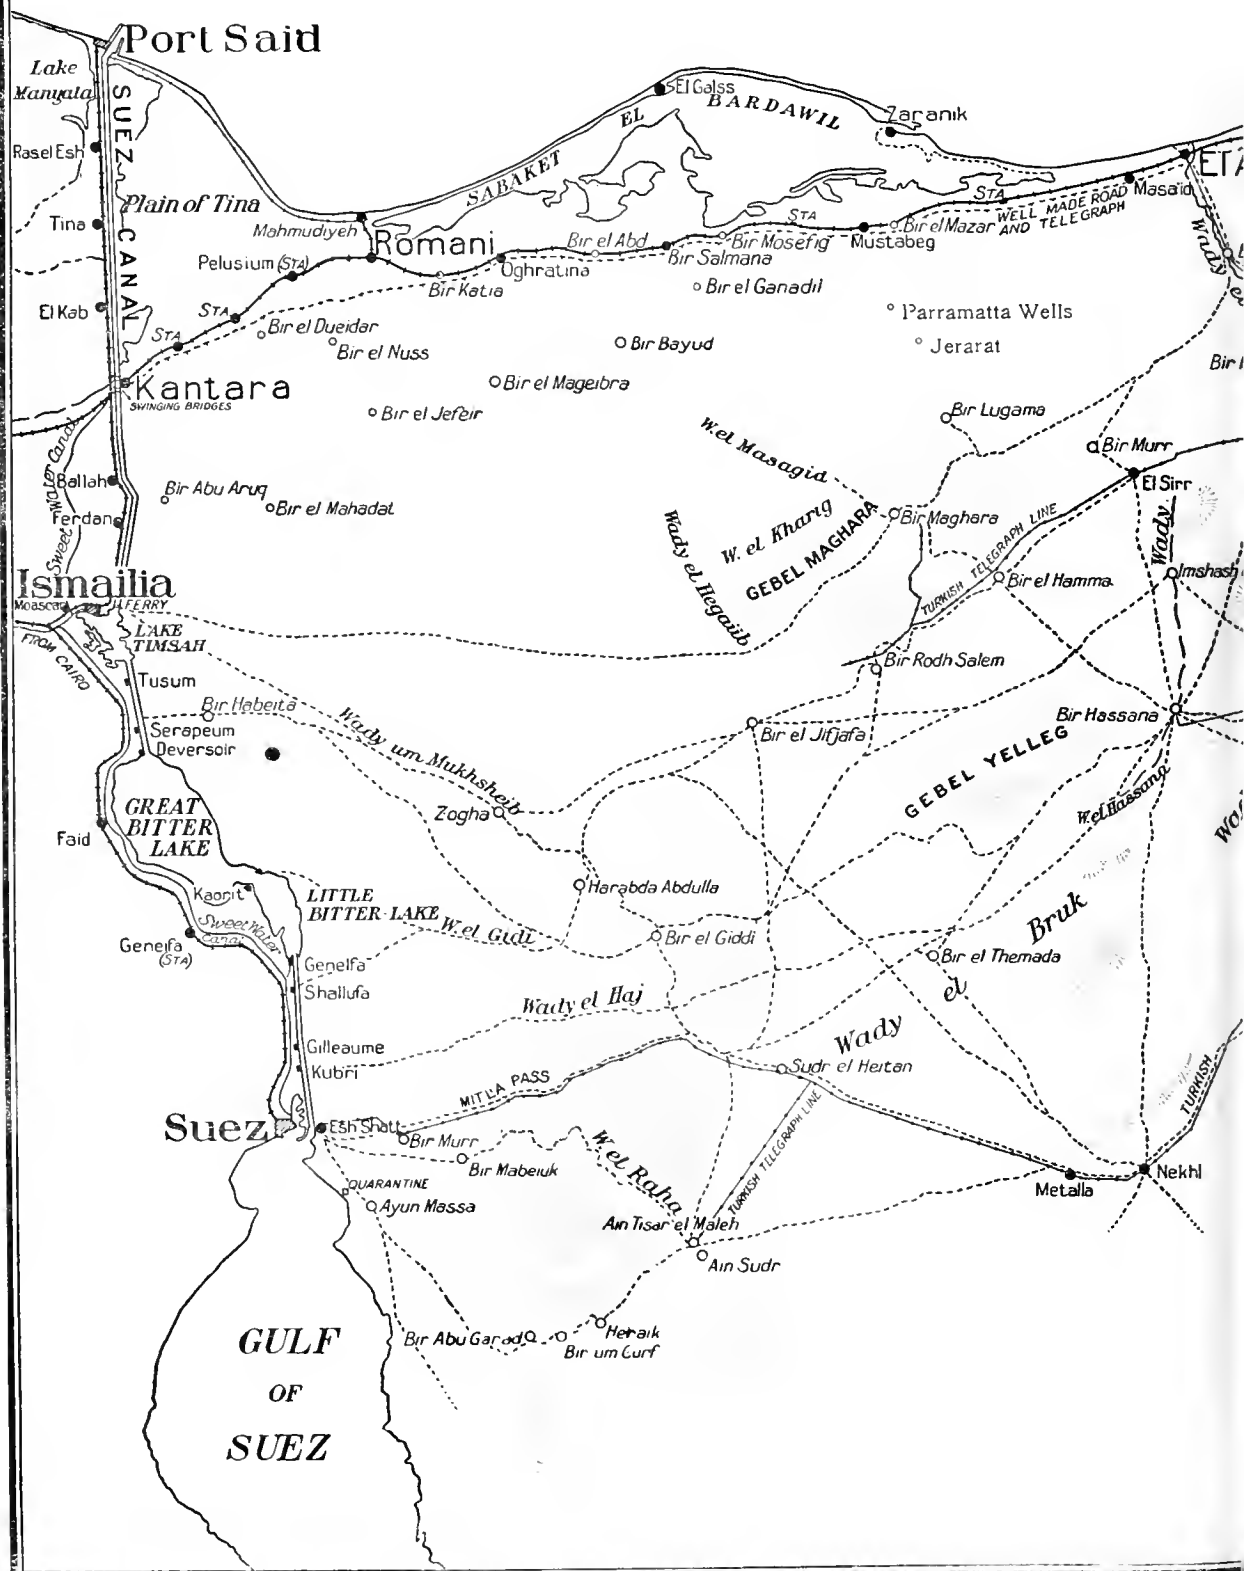 Port Said
Lake
Manyata
SUEZ CANAL
El Galss
SABAKET EL BARDAWIL
Zaranik
Rasel Esh
Plain of Tina
Tina
Mahmudiyeh
Romani
Pelusium (STA)
Bir Katia
Oghratina
Bir el Abd
Bir Salmana
Bir Mosefig
STA
Mustabeg
Bir el Mazar
STA
WELL MADE ROAD
AND TELEGRAPH
Masaid
Wady
El Kab
STA
STA
Bir el Dueidar
Bir el Nuss
Bir el Ganadil
Parramatta Wells
Jerarat
Bir Bayud
Kantara
SWINGING BRIDGES
Bir el Mageibra
Bir el Jefeir
Bir Lugama
Bir Murr
El Sirr
Sweet Water Canal
Ballah
Bir Abu Aruq
Bir el Mahadat
Ferdan
W. el Masagid
W. el Kharig
GEBEL MAGHARA
Wady el Hegaüb
Bir Maghara
TURKISH TELEGRAPH LINE
Bir el Hamma
Wady
Imshash
Ismailia
Moascar
FERRY
LAKE
TIMSAH
FROM CAIRO
Tusum
Bir Habeita
Serapeum
Deversoir
Bir Rodh Salem
Bir Hassana
Bir el Jifjafa
GEBEL YELLEG
W. el Hassana
Wady um Mukhsheib
Zogha
GREAT
BITTER
LAKE
Faid
Kaorit
LITTLE
BITTER LAKE
Harabda Abdulla
W. el Gidi
Bir el Giddi
Sweet Water
Canal
Geneifa
(STA)
Genelfa
Shallufa
Bir el Themada
Wady el Haj
Wady el Bruk
Gilleaume
Kubri
MITLA PASS
Sudr el Heitan
TURKISH
Suez
Esh Shatt
Bir Murr
Bir Mabeiuk
W. el Raha
TURKISH TELEGRAPH LINE
Metalla
Nekhl
QUARANTINE
Ayun Massa
Ain Tisar el Maleh
Ain Sudr
Bir Abu Garad
Heraik
Bir um Curf
GULF
OF
SUEZ